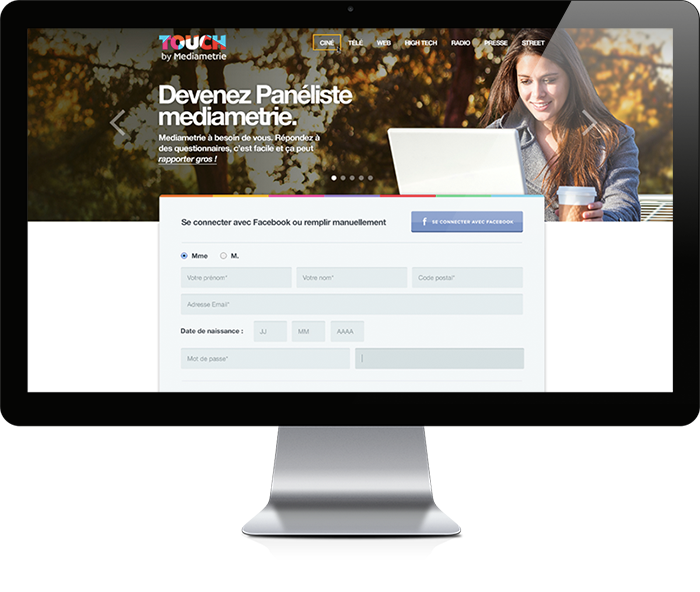 TOUCH
by Mediametrie
CINÉ TÉLÉ WEB HIGH TECH RADIO PRESSE STREET
Devenez Panéliste
mediametrie.
Mediametrie à besoin de vous. Répondez à
des questionnaires, c'est facile et ça peut
rapporter gros !
Se connecter avec Facebook ou remplir manuellement
f SE CONNECTER AVEC FACEBOOK
Mme M.
Votre prénom* Votre nom* Code postal*
Adresse Email*
Date de naissance : JJ MM AAAA
Mot de passe*